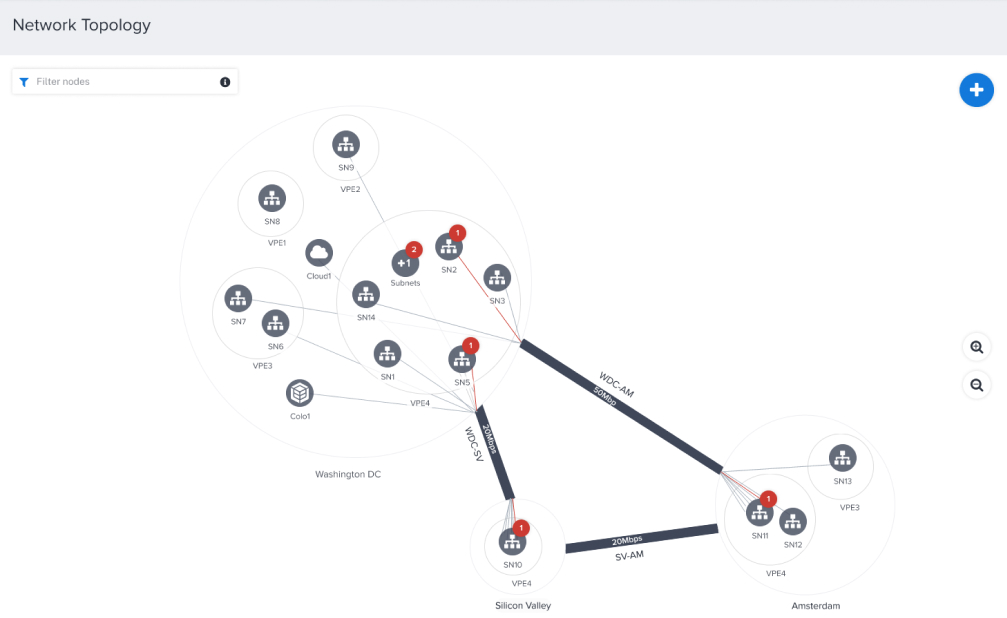 Network Topology
Filter nodes
SN9
VPE2
SN8
VPE1
Cloud1
2
+1
Subnets
1
SN2
SN3
SN14
SN7
SN6
VPE3
SN1
1
SN5
VPE4
Colo1
Washington DC
WDC-AM
50Mbp
20Mbps
WDC-SV
SN13
VPE3
1
SN11
SN12
VPE4
Amsterdam
1
SN10
VPE4
Silicon Valley
20Mbps
SV-AM